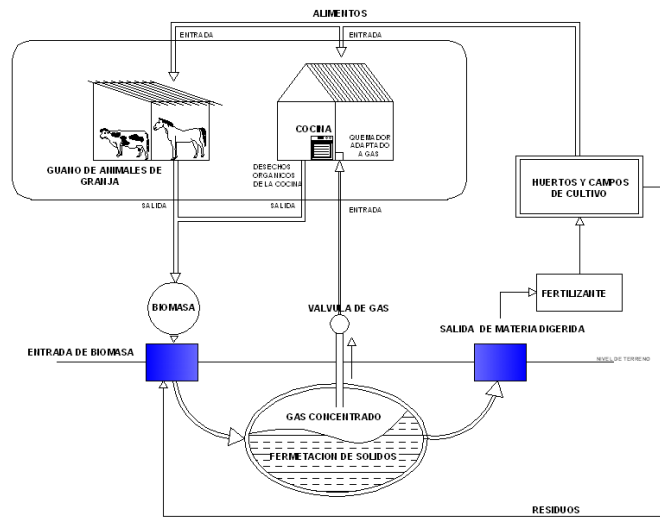 ALIMENTOS
ENTRADA
ENTRADA
COCINA
QUEMADOR
ADAPTADO
A GAS
GUANO DE ANIMALES DE
GRANJA
DESECHOS
ORGANICOS
DE LA COCINA
HUERTOS Y CAMPOS
DE CULTIVO
SALIDA
SALIDA
ENTRADA
BIOMASA
VALVULA DE GAS
FERTILIZANTE
SALIDA DE MATERIA DIGERIDA
ENTRADA DE BIOMASA
NIVEL DE TERRENO
GAS CONCENTRADO
FERMETACION DE SOLIDOS
RESIDUOS